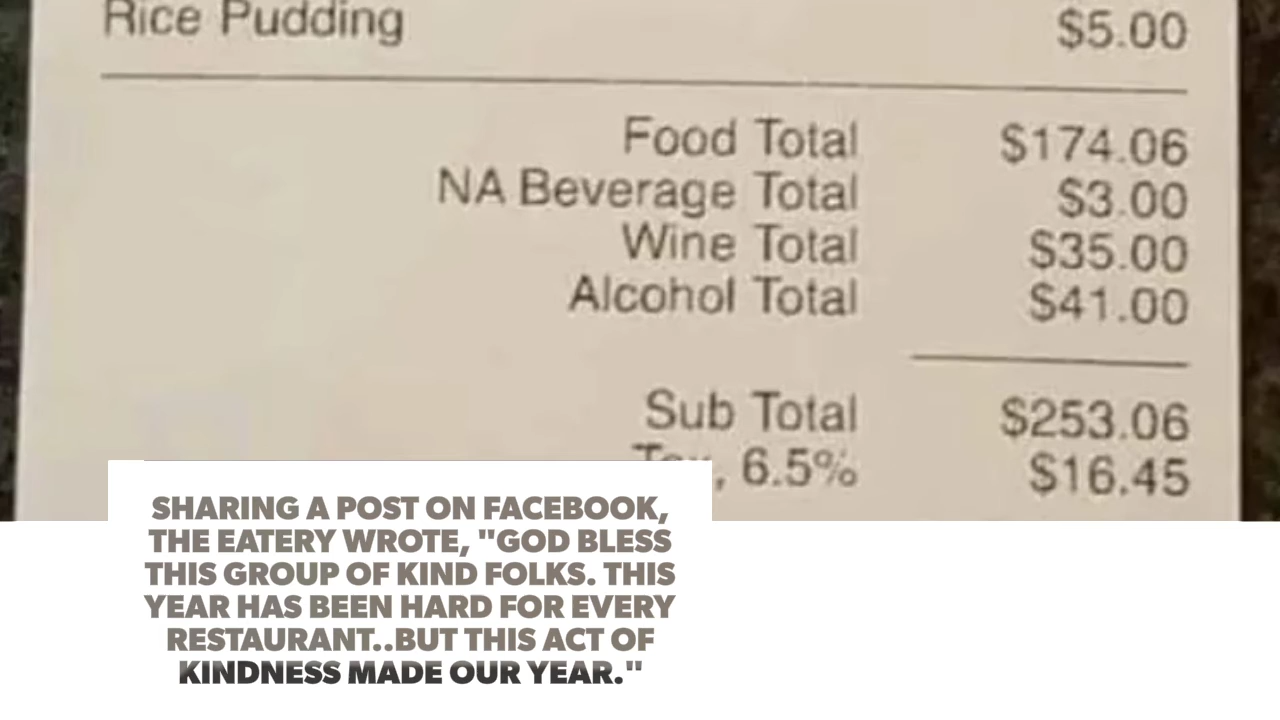 Rice Pudding $5.00
Food Total $174.06
NA Beverage Total $3.00
Wine Total $35.00
Alcohol Total $41.00
Sub Total $253.06
, 6.5% $16.45
SHARING A POST ON FACEBOOK,
THE EATERY WROTE, "GOD BLESS
THIS GROUP OF KIND FOLKS. THIS
YEAR HAS BEEN HARD FOR EVERY
RESTAURANT..BUT THIS ACT OF
KINDNESS MADE OUR YEAR."